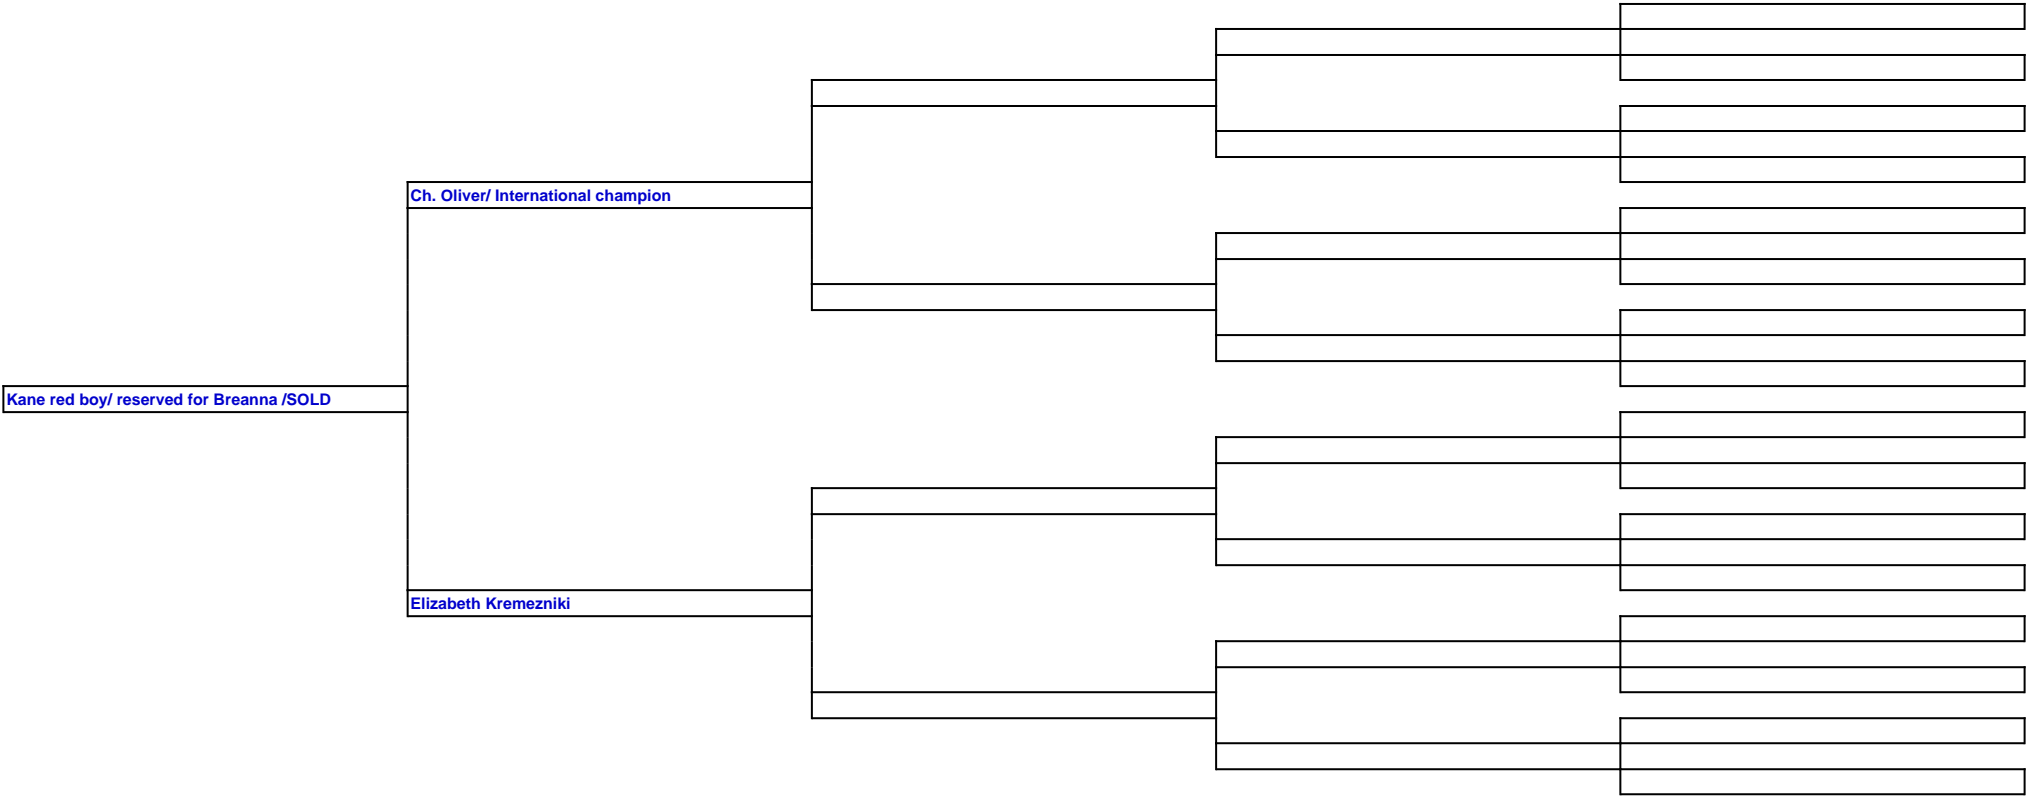 Ch. Oliver/ International champion
Kane red boy/ reserved for Breanna /SOLD
Elizabeth Kremezniki